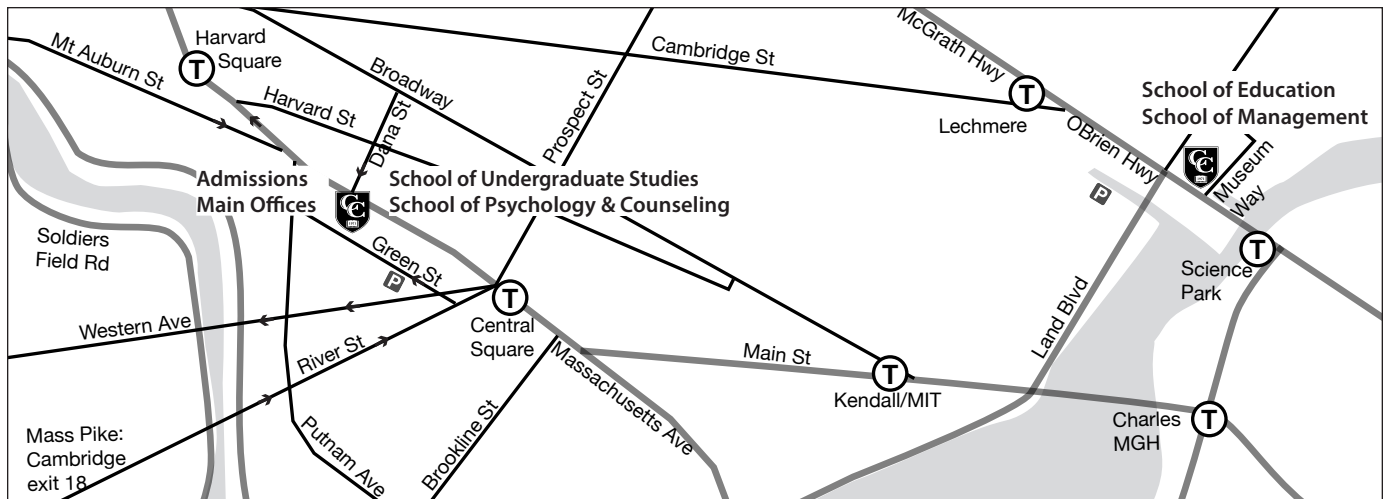 Harvard
Square
Mt Auburn St
Harvard St
Broadway
Dana St
Prospect St
Cambridge St
McGrath Hwy
T
T
Lechmere
OBrien Hwy
School of Education
School of Management
CC
Museum
Way
P
Admissions
Main Offices
CC
School of Undergraduate Studies
School of Psychology & Counseling
Soldiers
Field Rd
Green St
P
T
Central
Square
Western Ave
River St
Massachusetts Ave
Main St
T
Kendall/MIT
Land Blvd
T
Science
Park
T
Charles
MGH
Mass Pike:
Cambridge
exit 18
Putnam Ave
Brookline St